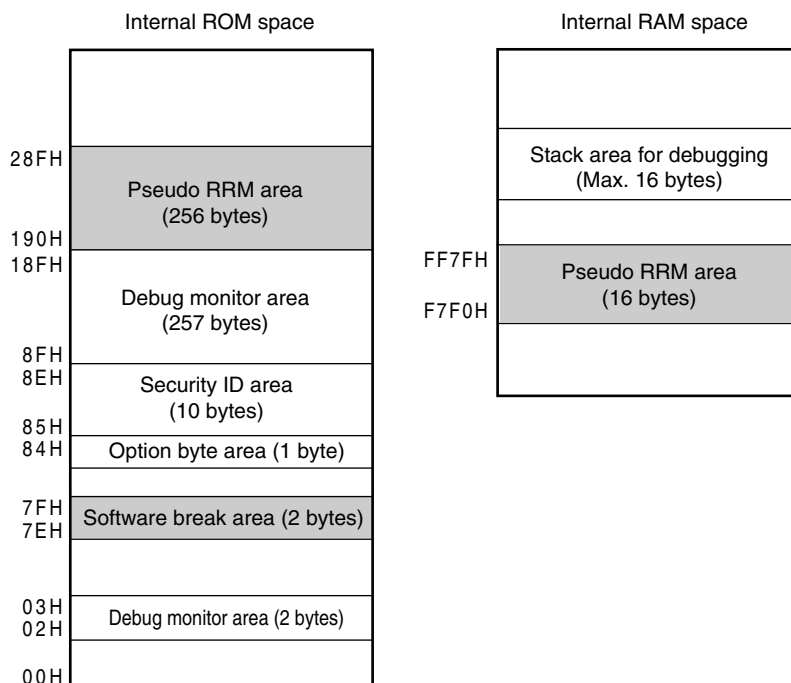 Internal ROM space
28FH
Pseudo RRM area
(256 bytes)
190H
18FH
Debug monitor area
(257 bytes)
8FH
8EH
Security ID area
(10 bytes)
85H
84H
Option byte area (1 byte)
7FH
Software break area (2 bytes)
7EH
03H
Debug monitor area (2 bytes)
02H
00H
Internal RAM space
Stack area for debugging
(Max. 16 bytes)
FF7FH
Pseudo RRM area
(16 bytes)
F7F0H